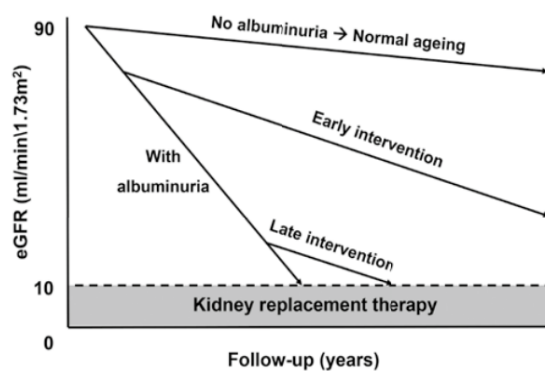 90
No albuminuria → Normal ageing
Early intervention
With
albuminuria
Late intervention
eGFR (ml/min\1.73m²)
10
Kidney replacement therapy
0
Follow-up (years)